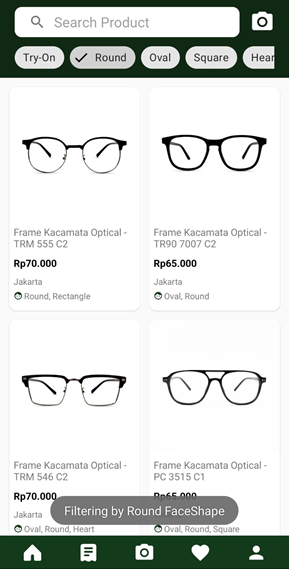 Search Product
Try-On
Round
Oval
Square
Hear
Frame Kacamata Optical -
TRM 555 C2
Rp70.000
Jakarta
Round, Rectangle
Frame Kacamata Optical -
TR90 7007 C2
Rp65.000
Jakarta
Oval, Round
Frame Kacamata Optical -
TRM 546 C2
Rp70.000
Jakarta
Oval, Round, Heart
Frame Kacamata Optical -
PC 3515 C1
Rp65.000
Oval, Round, Square
Filtering by Round FaceShape